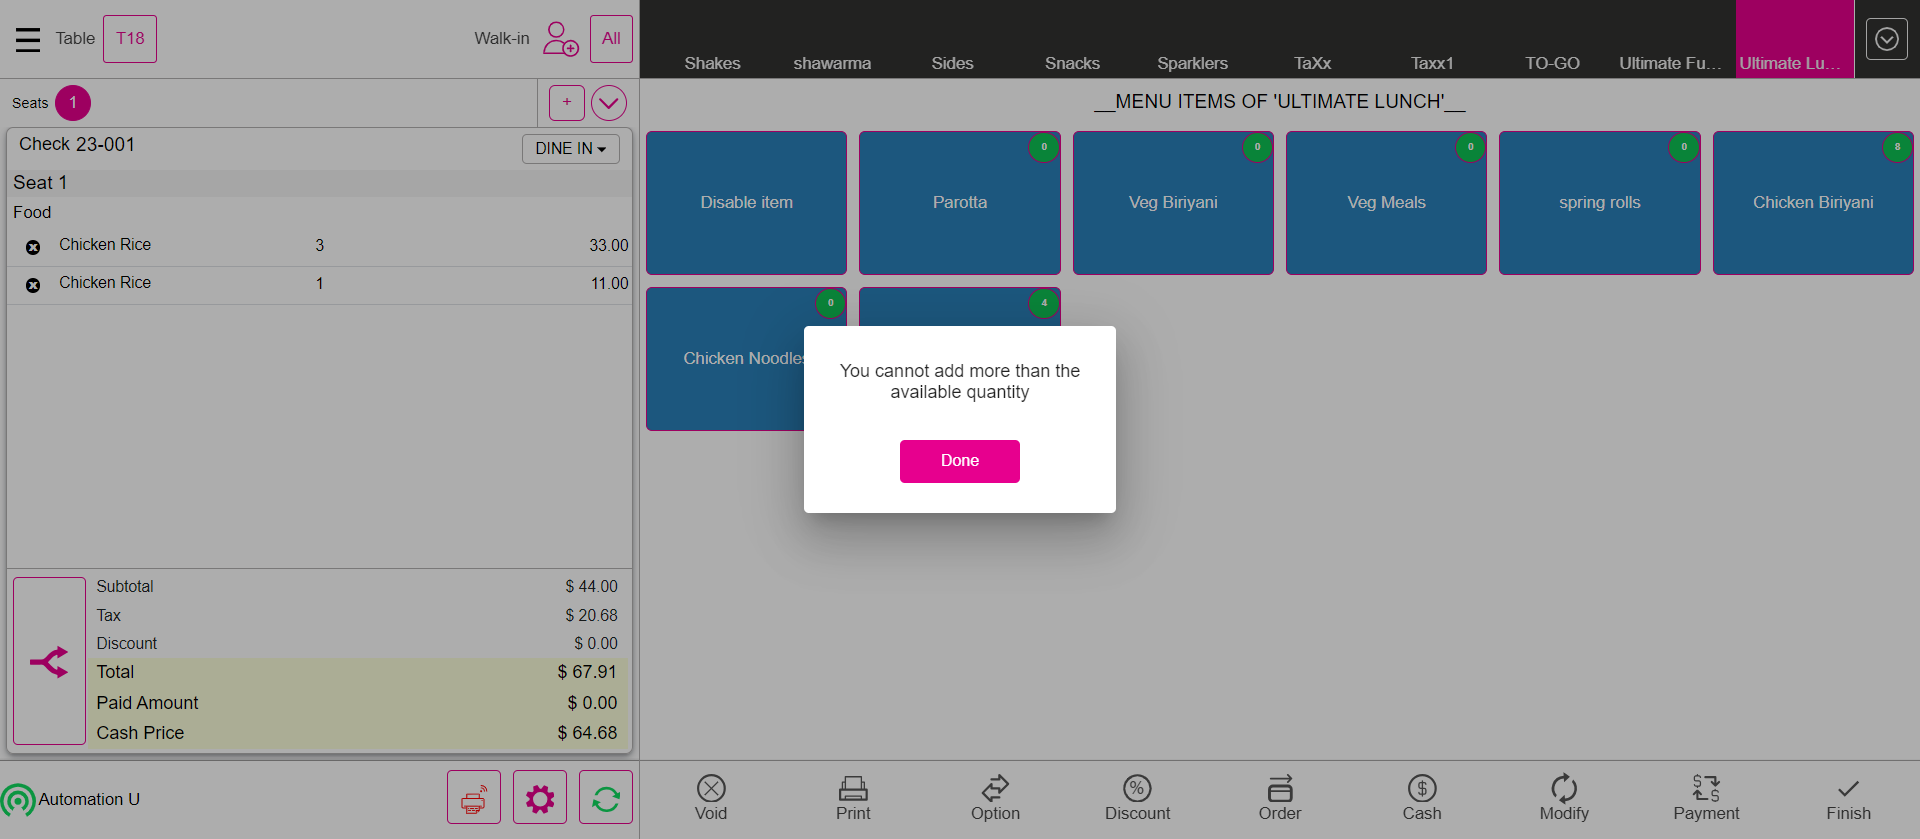 Table
T18
Walk-in
All
Shakes
shawarma
Sides
Snacks
Sparklers
TaXx
Taxx1
TO-GO
Ultimate Fu...
Ultimate Lu...
Seats
1
+
Check 23-001
DINE IN
Seat 1
Food
Chicken Rice 3 33.00
Chicken Rice 1 11.00
Subtotal $ 44.00
Tax $ 20.68
Discount $ 0.00
Total $ 67.91
Paid Amount $ 0.00
Cash Price $ 64.68
Automation U
__MENU ITEMS OF 'ULTIMATE LUNCH'__
Disable item
0
Parotta
0
Veg Biriyani
0
Veg Meals
0
spring rolls
8
Chicken Biriyani
0
Chicken Noodles
4
You cannot add more than the
available quantity
Done
Void
Print
Option
Discount
Order
Cash
Modify
Payment
Finish